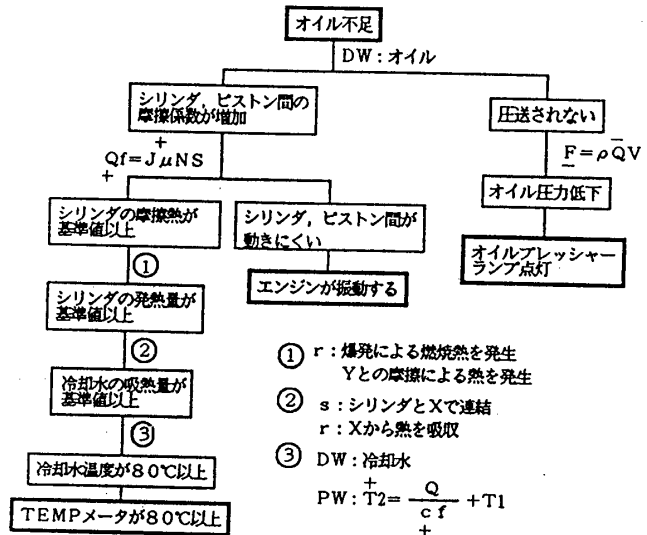 オイル不足
DW:オイル
シリンダ,ピストン間の
摩擦係数が増加
圧送されない
+
Qf=JμNS
+
−
F=ρQV
−
シリンダの摩擦熱が
基準値以上
シリンダ,ピストン間が
動きにくい
オイル圧力低下
①
エンジンが振動する
オイルプレッシャー
ランプ点灯
シリンダの発熱量が
基準値以上
②
冷却水の吸熱量が
基準値以上
③
冷却水温度が80℃以上
TEMPメータが80℃以上
① r:爆発による燃焼熱を発生
Yとの摩擦による熱を発生
② s:シリンダとXで連結
r:Xから熱を吸収
③ DW:冷却水
+
PW:T2= Q / cf +T1
+